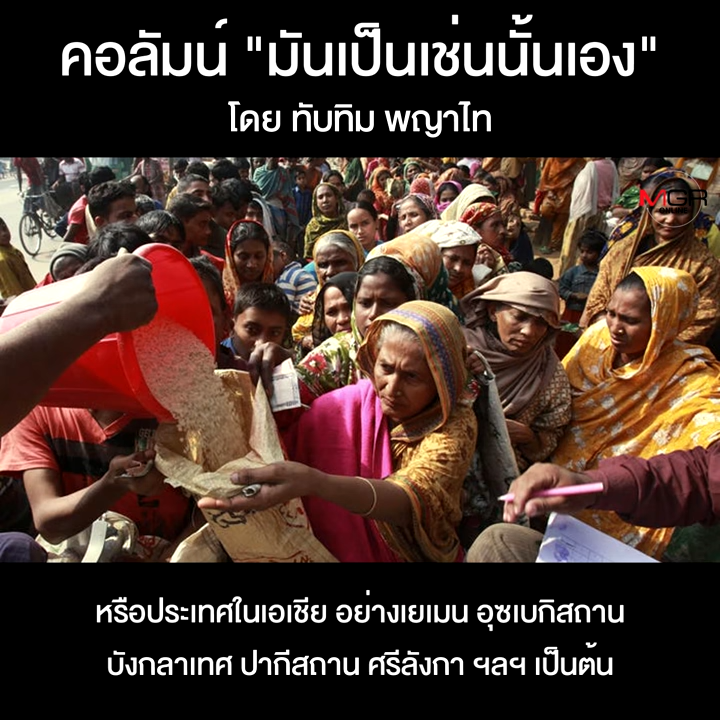 คอลัมน์ "มันเป็นเช่นนั้นเอง"
โดย ทับทิม พญาไท
MGR
หรือประเทศในเอเชีย อย่างเยเมน อุซเบกิสถาน
บังกลาเทศ ปากีสถาน ศรีลังกา ฯลฯ เป็นต้น